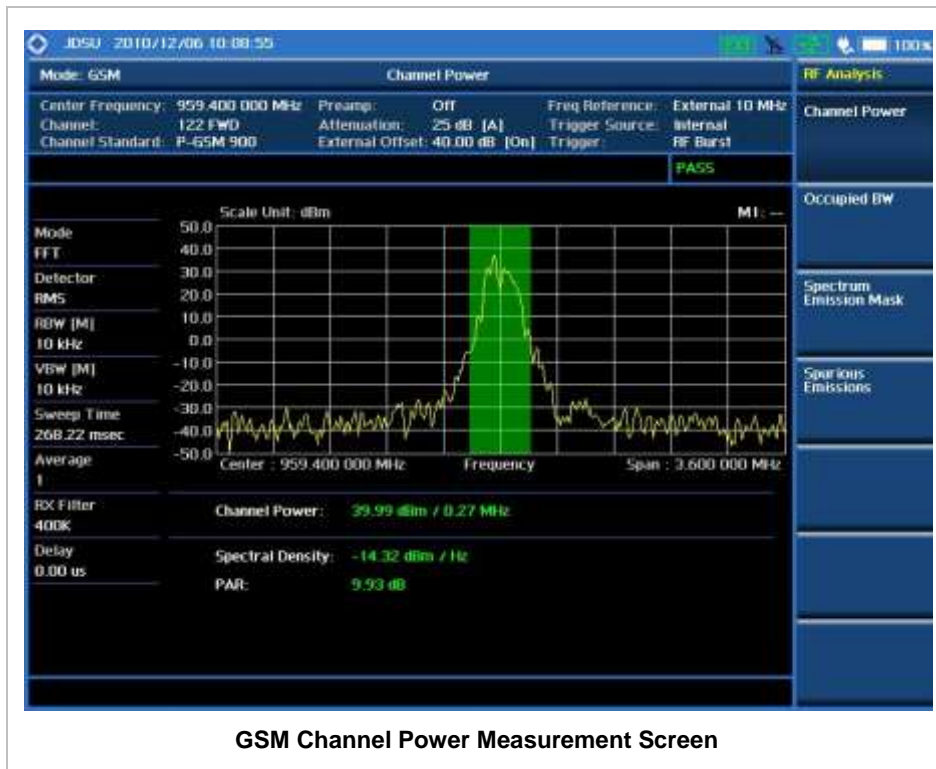 JDSU 2010/12/06 10:08:55
100%
Mode: GSM
Channel Power
RF Analysis
Center Frequency: 959.400 000 MHz
Channel: 122 FWD
Channel Standard: P-GSM 900
Preamp: Off
Attenuation: 25 dB [A]
External Offset: 40.00 dB [On]
Freq Reference: External 10 MHz
Trigger Source: Internal
Trigger: RF Burst
PASS
Channel Power
Occupied BW
Spectrum
Emission Mask
Spurious
Emissions
Mode
FFT
Detector
RMS
RBW [M]
10 kHz
VBW [M]
10 kHz
Sweep Time
268.22 msec
Average
1
RX Filter
400K
Delay
0.00 us
Scale Unit: dBm
M1: --
50.0
40.0
30.0
20.0
10.0
0.0
-10.0
-20.0
-30.0
-40.0
-50.0
Center : 959.400 000 MHz
Frequency
Span : 3.600 000 MHz
Channel Power: 39.99 dBm / 0.27 MHz
Spectral Density: -14.32 dBm / Hz
PAR: 9.93 dB
GSM Channel Power Measurement Screen